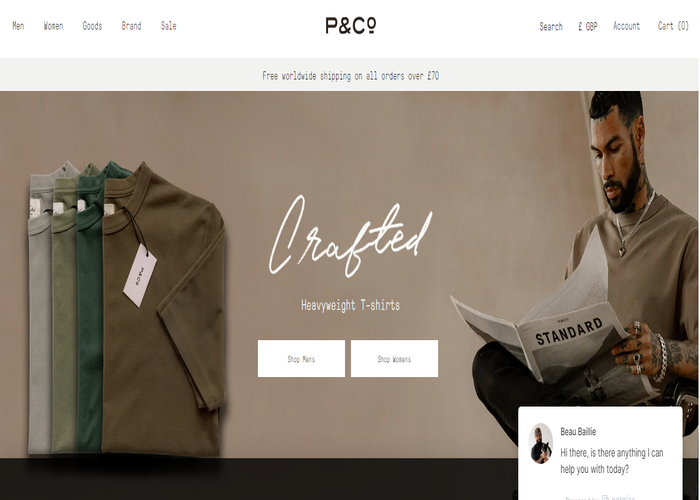 Men Women Goods Brand Sale
P&Co
Search £ GBP Account Cart (0)
Free worldwide shipping on all orders over £70
Crafted
Heavyweight T-shirts
Shop Mens
Shop Womens
P&CO
STANDARD
Beau Baillie
Hi there, is there anything I can
help you with today?